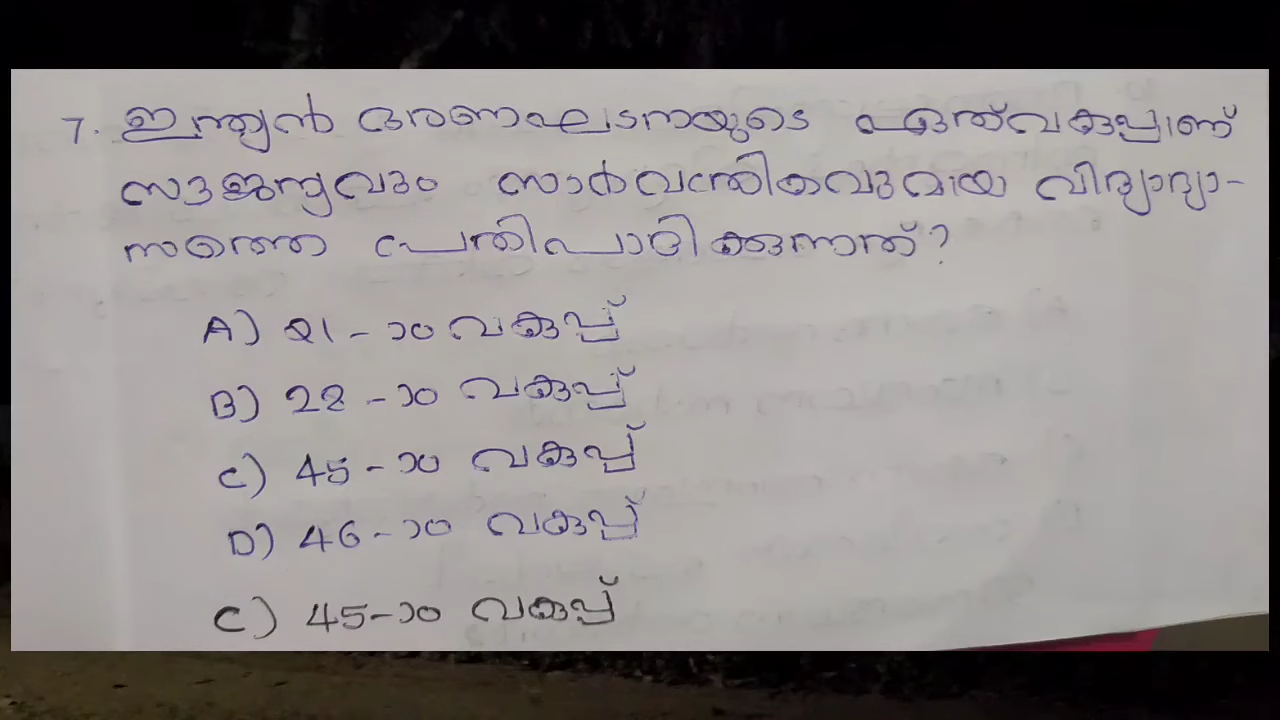 7. ഇന്ത്യൻ ഭരണഘടനയുടെ ഏത്‌വകുപ്പാണ്
സൗജന്യവും സാർവത്രികവുമായ വിദ്യാഭ്യാ-
സത്തെ പ്രതിപാദിക്കുന്നത്?
A) 21-ാം വകുപ്പ്
B) 22-ാം വകുപ്പ്
C) 45-ാം വകുപ്പ്
D) 46-ാം വകുപ്പ്
C) 45-ാം വകുപ്പ്